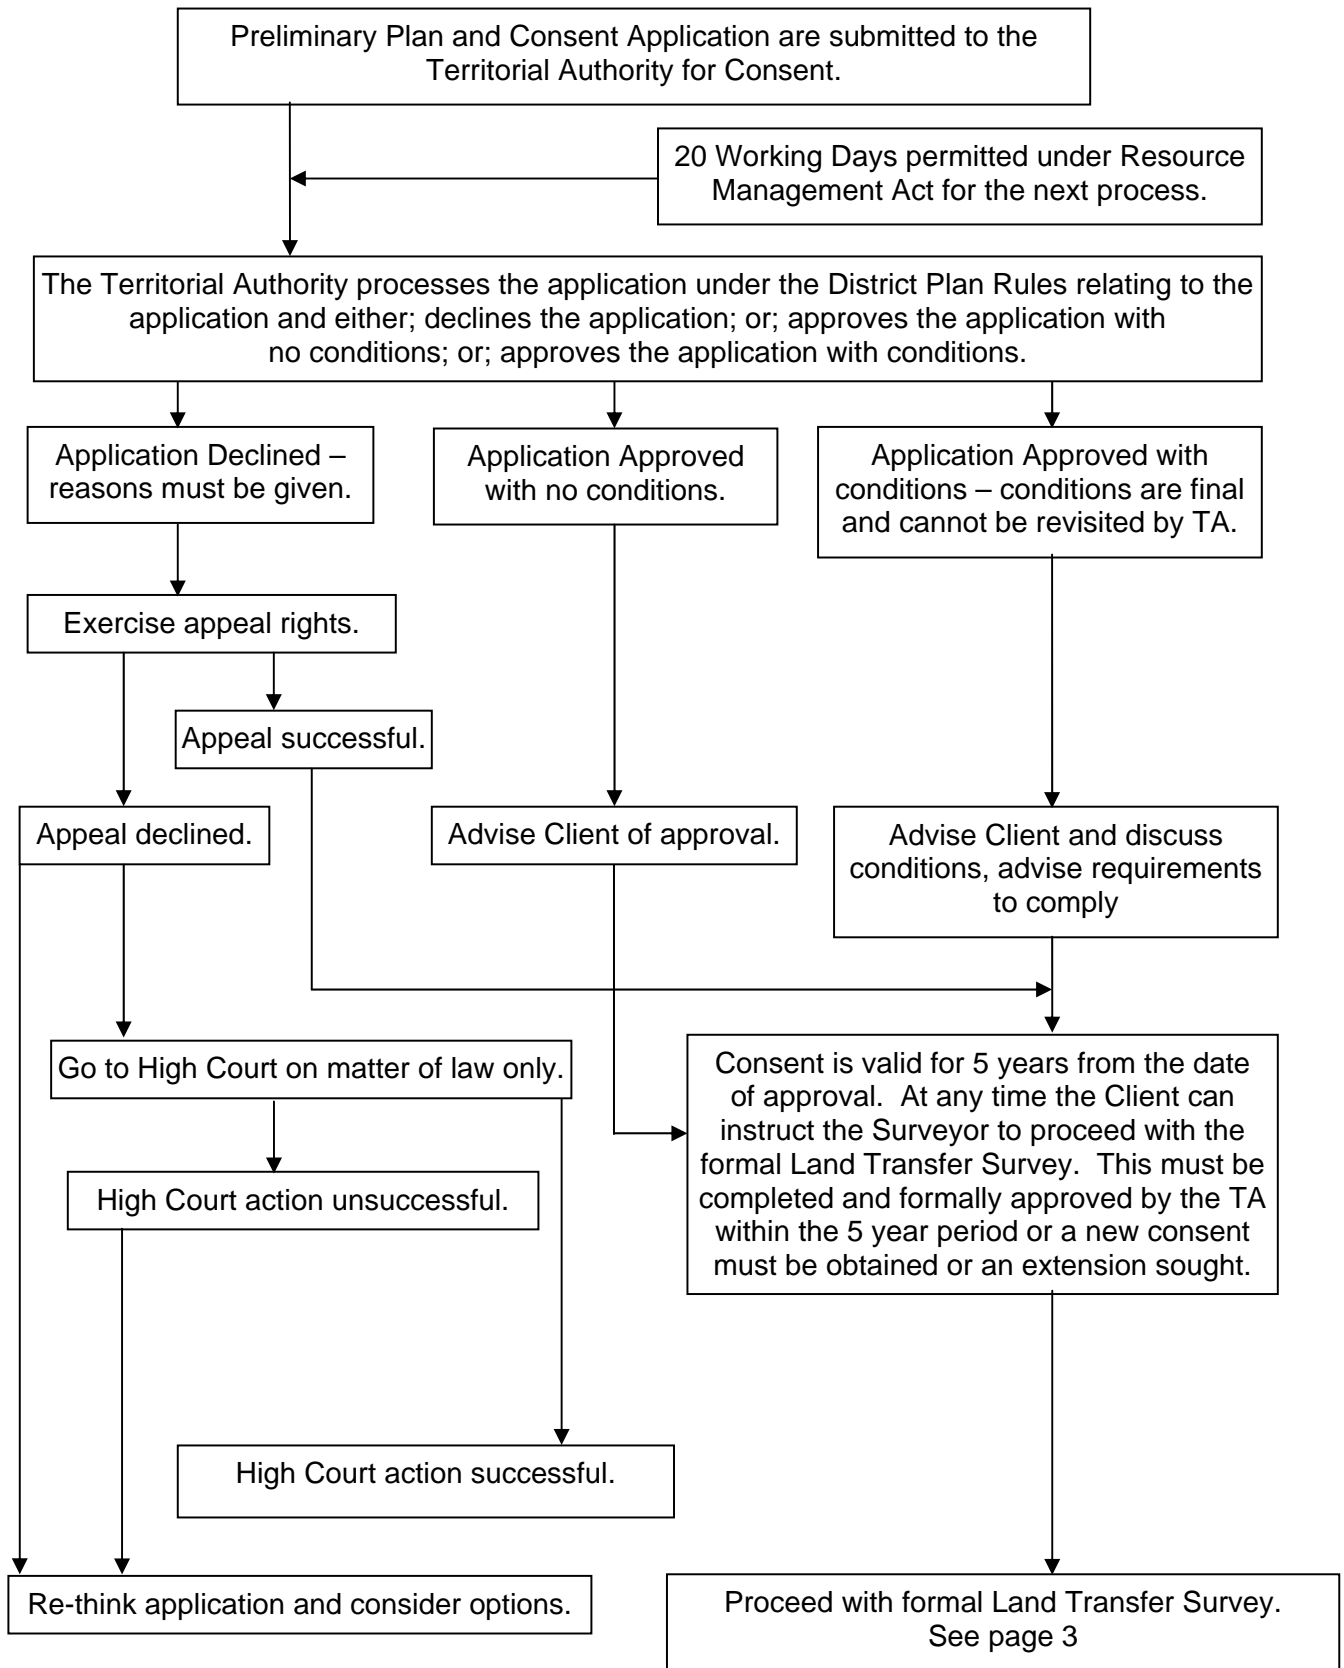 Preliminary Plan and Consent Application are submitted to the
Territorial Authority for Consent.
20 Working Days permitted under Resource
Management Act for the next process.
The Territorial Authority processes the application under the District Plan Rules relating to the
application and either; declines the application; or; approves the application with
no conditions; or; approves the application with conditions.
Application Declined –
reasons must be given.
Application Approved
with no conditions.
Application Approved with
conditions – conditions are final
and cannot be revisited by TA.
Exercise appeal rights.
Appeal successful.
Appeal declined.
Advise Client of approval.
Advise Client and discuss
conditions, advise requirements
to comply
Go to High Court on matter of law only.
Consent is valid for 5 years from the date
of approval.  At any time the Client can
instruct the Surveyor to proceed with the
formal Land Transfer Survey.  This must be
completed and formally approved by the TA
within the 5 year period or a new consent
must be obtained or an extension sought.
High Court action unsuccessful.
High Court action successful.
Re-think application and consider options.
Proceed with formal Land Transfer Survey.
See page 3